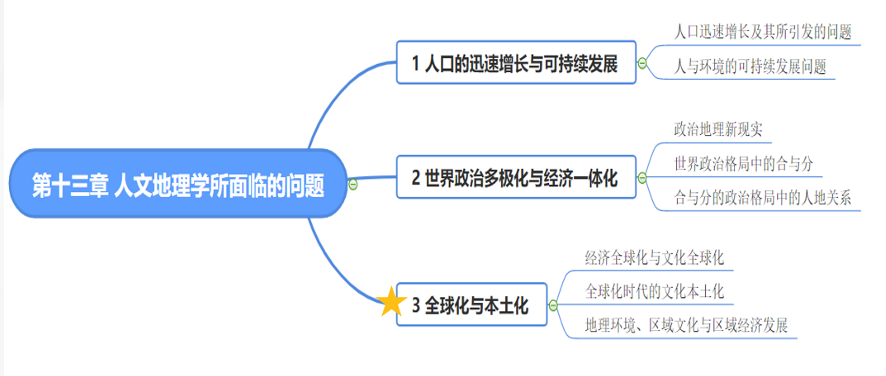 第十三章 人文地理学所面临的问题
1 人口的迅速增长与可持续发展
人口迅速增长及其所引发的问题
人与环境的可持续发展问题
2 世界政治多极化与经济一体化
政治地理新现实
世界政治格局中的合与分
合与分的政治格局中的人地关系
3 全球化与本土化
经济全球化与文化全球化
全球化时代的文化本土化
地理环境、区域文化与区域经济发展